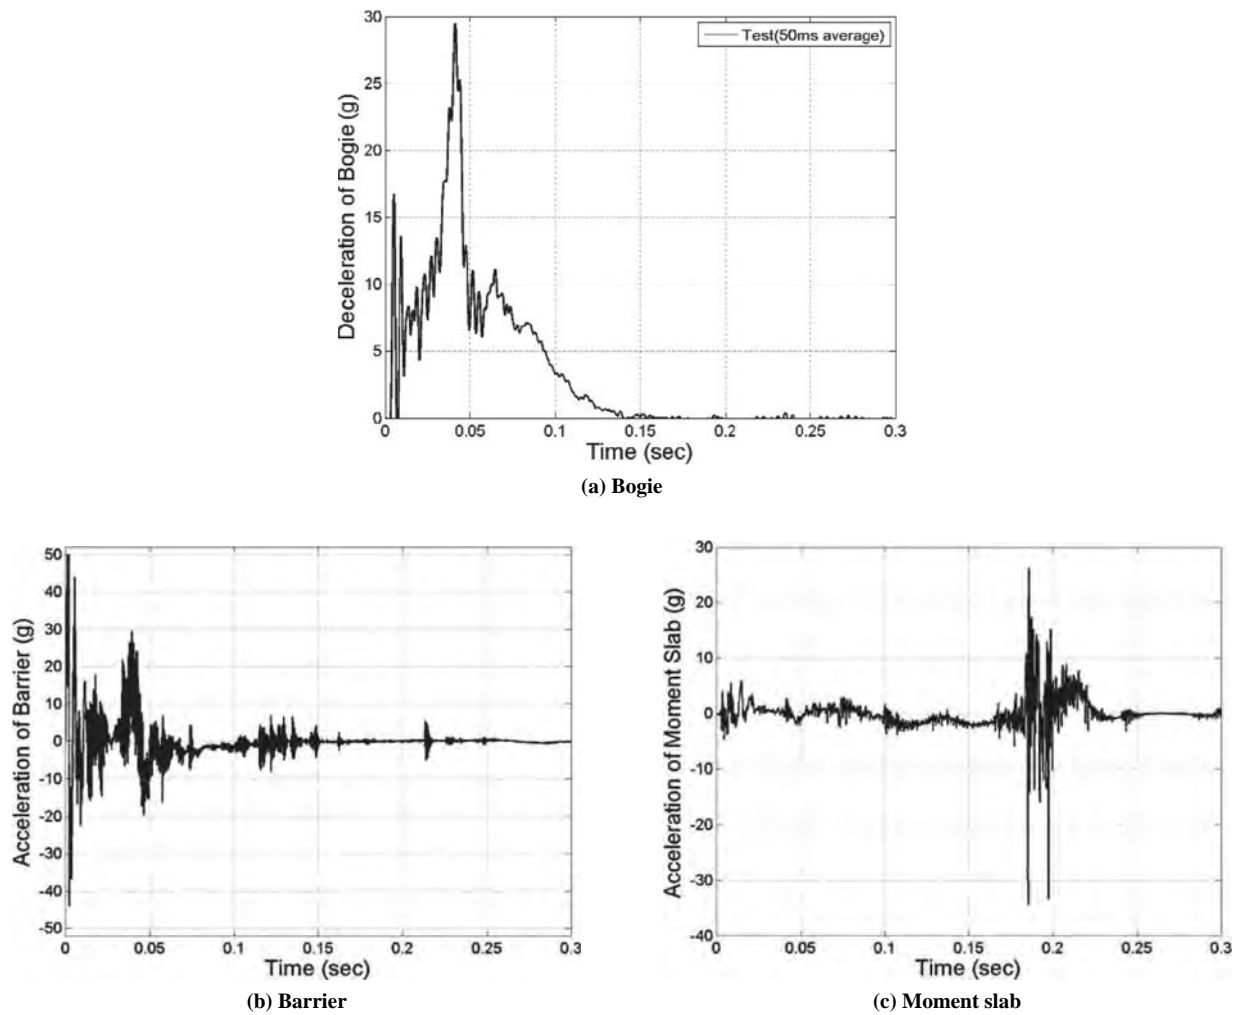 Test(50ms average)
Deceleration of Bogie (g)
30
25
20
15
10
5
0
0 0.05 0.1 0.15 0.2 0.25 0.3
Time (sec)
(a) Bogie
Acceleration of Barrier (g)
50
40
30
20
10
0
-10
-20
-30
-40
-50
0 0.05 0.1 0.15 0.2 0.25 0.3
Time (sec)
(b) Barrier
Acceleration of Moment Slab (g)
30
20
10
0
-10
-20
-30
-40
0 0.05 0.1 0.15 0.2 0.25 0.3
Time (sec)
(c) Moment slab